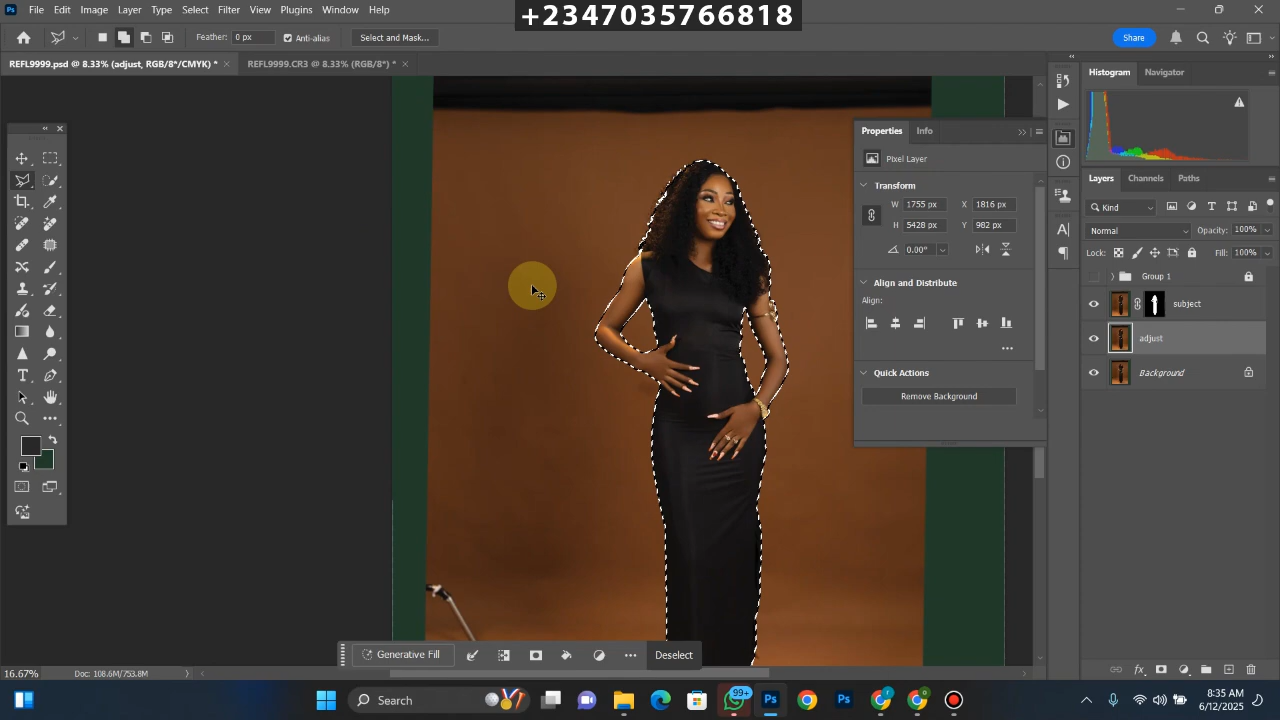 File Edit Image Layer Type Select Filter View Plugins Window Help
+2347035766818
Feather: 0 px Anti-alias Select and Mask... Share
REFL9999.psd @ 8.33% (adjust, RGB/8*/CMYK) * REFL9999.CR3 @ 8.33% (RGB/8*) *
Histogram Navigator
Properties Info
Pixel Layer
Transform
W 1755 px X 1816 px
H 5428 px Y 982 px
0.00°
Align and Distribute
Align:
Quick Actions
Remove Background
Layers Channels Paths
Kind
Normal Opacity: 100%
Lock: Fill: 100%
Group 1
subject
adjust
Background
Generative Fill Deselect
16.67% Doc: 108.6M/753.8M
Search
99+
8:35 AM
6/12/2025